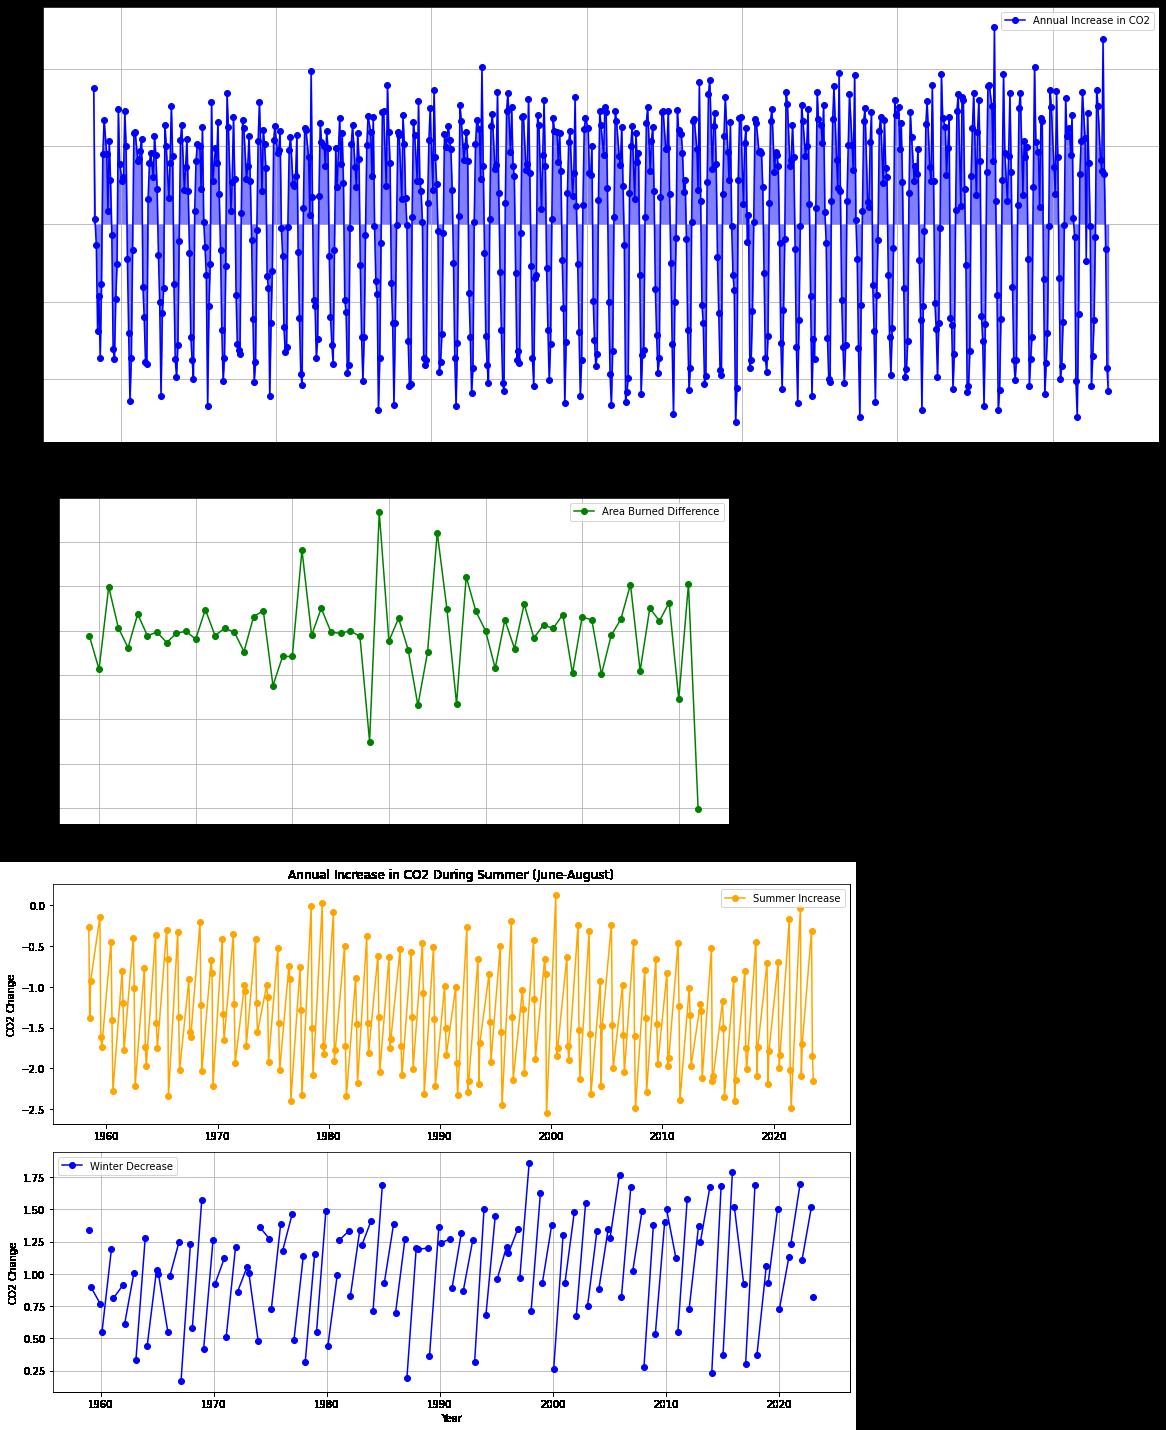 Annual Increase in CO2
Area Burned Difference
Annual Increase in CO2 During Summer (June-August)
Summer Increase
CO2 Change
0.0
−0.5
−1.0
−1.5
−2.0
−2.5
1960 1970 1980 1990 2000 2010 2020
Winter Decrease
CO2 Change
1.75
1.50
1.25
1.00
0.75
0.50
0.25
1960 1970 1980 1990 2000 2010 2020
Year